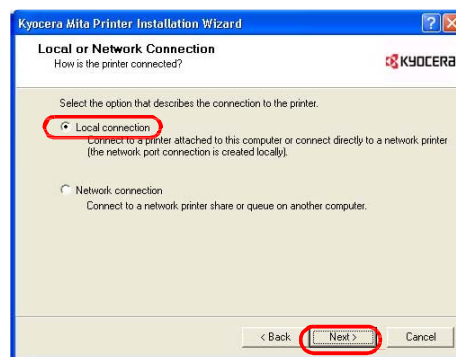 Kyocera Mita Printer Installation Wizard
Local or Network Connection
How is the printer connected?
KYOCERA
Select the option that describes the connection to the printer.
Local connection
Connect to a printer attached to this computer or connect directly to a network printer
(the network port connection is created locally).
Network connection
Connect to a network printer share or queue on another computer.
< Back
Next >
Cancel